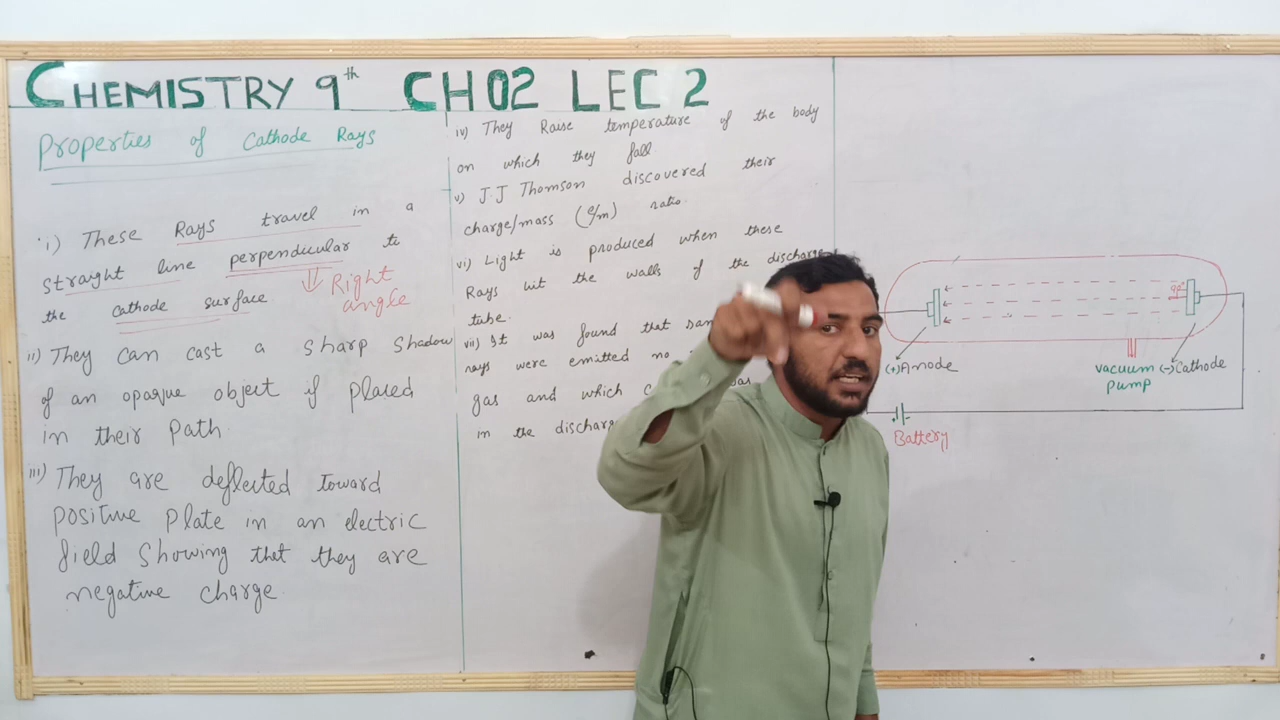 CHEMISTRY 9th CH02 LEC 2
Properties of Cathode Rays
i) These Rays travel in a
straight line perpendicular to
the cathode surface.
Right
angle
ii) They can cast a sharp shadow
of an opaque object if placed
in their path.
iii) They are deflected toward
positive plate in an electric
field showing that they are
negative charge.
iv) They Raise temperature of the body
on which they fall
v) J.J Thomson discovered their
charge/mass (e/m) ratio.
vi) Light is produced when these
Rays hit the walls of the discharge
tube.
vii) It was found that
rays were emitted no
gas and which was
in the
90°
(+)Anode
vacuum
pump
(-)Cathode
+
-
Battery